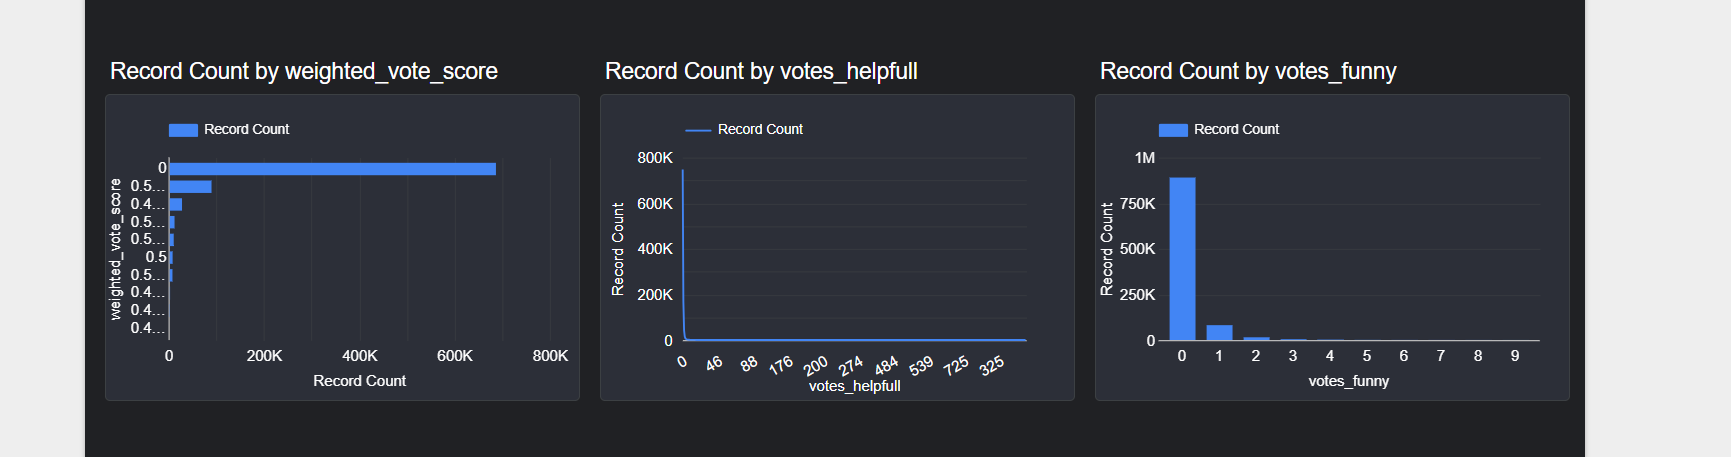 Record Count by weighted_vote_score
Record Count
weighted_vote_score
0
0.5...
0.4...
0.5...
0.5...
0.5
0.5...
0.4...
0.4...
0.4...
0 200K 400K 600K 800K
Record Count
Record Count by votes_helpfull
Record Count
Record Count
800K
600K
400K
200K
0
0 46 88 176 200 274 484 539 725 325
votes_helpfull
Record Count by votes_funny
Record Count
Record Count
1M
750K
500K
250K
0
0 1 2 3 4 5 6 7 8 9
votes_funny